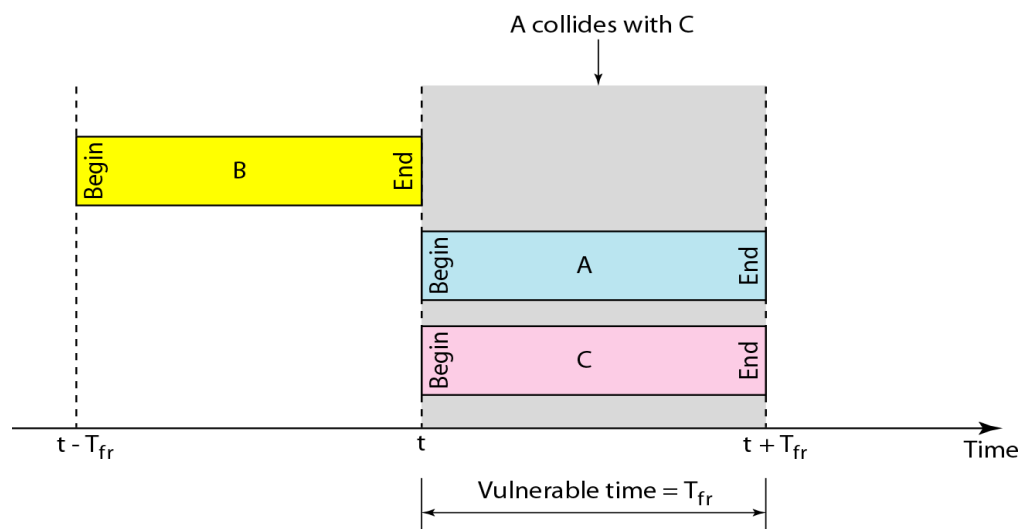 A collides with C
Begin
B
End
Begin
A
End
Begin
C
End
t - Tfr
t
t + Tfr
Time
Vulnerable time = Tfr